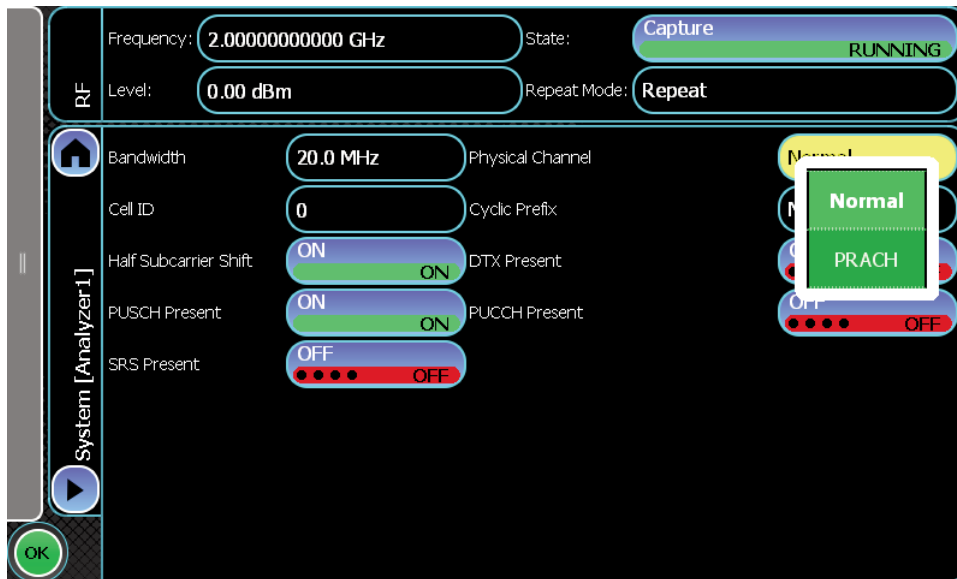 RF
Frequency: 2.00000000000 GHz State: Capture RUNNING
Level: 0.00 dBm Repeat Mode: Repeat
System [Analyzer1]
Bandwidth 20.0 MHz Physical Channel Normal
Cell ID 0 Cyclic Prefix
Normal
PRACH
Half Subcarrier Shift ON ON DTX Present
PUSCH Present ON ON PUCCH Present OFF OFF
SRS Present OFF OFF
OK